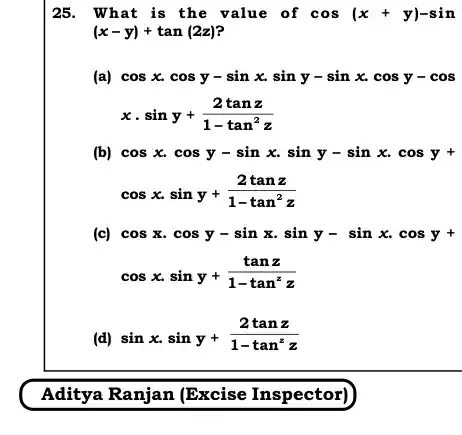 25. What is the value of cos (x + y)–sin
(x – y) + tan (2z)?
(a) cos x. cos y – sin x. sin y – sin x. cos y – cos
x . sin y + 2 tan z / 1 – tan² z
(b) cos x. cos y – sin x. sin y – sin x. cos y +
cos x. sin y + 2 tan z / 1 – tan² z
(c) cos x. cos y – sin x. sin y – sin x. cos y +
cos x. sin y + tan z / 1 – tanᶻ z
(d) sin x. sin y + 2 tan z / 1 – tanᶻ z
Aditya Ranjan (Excise Inspector)